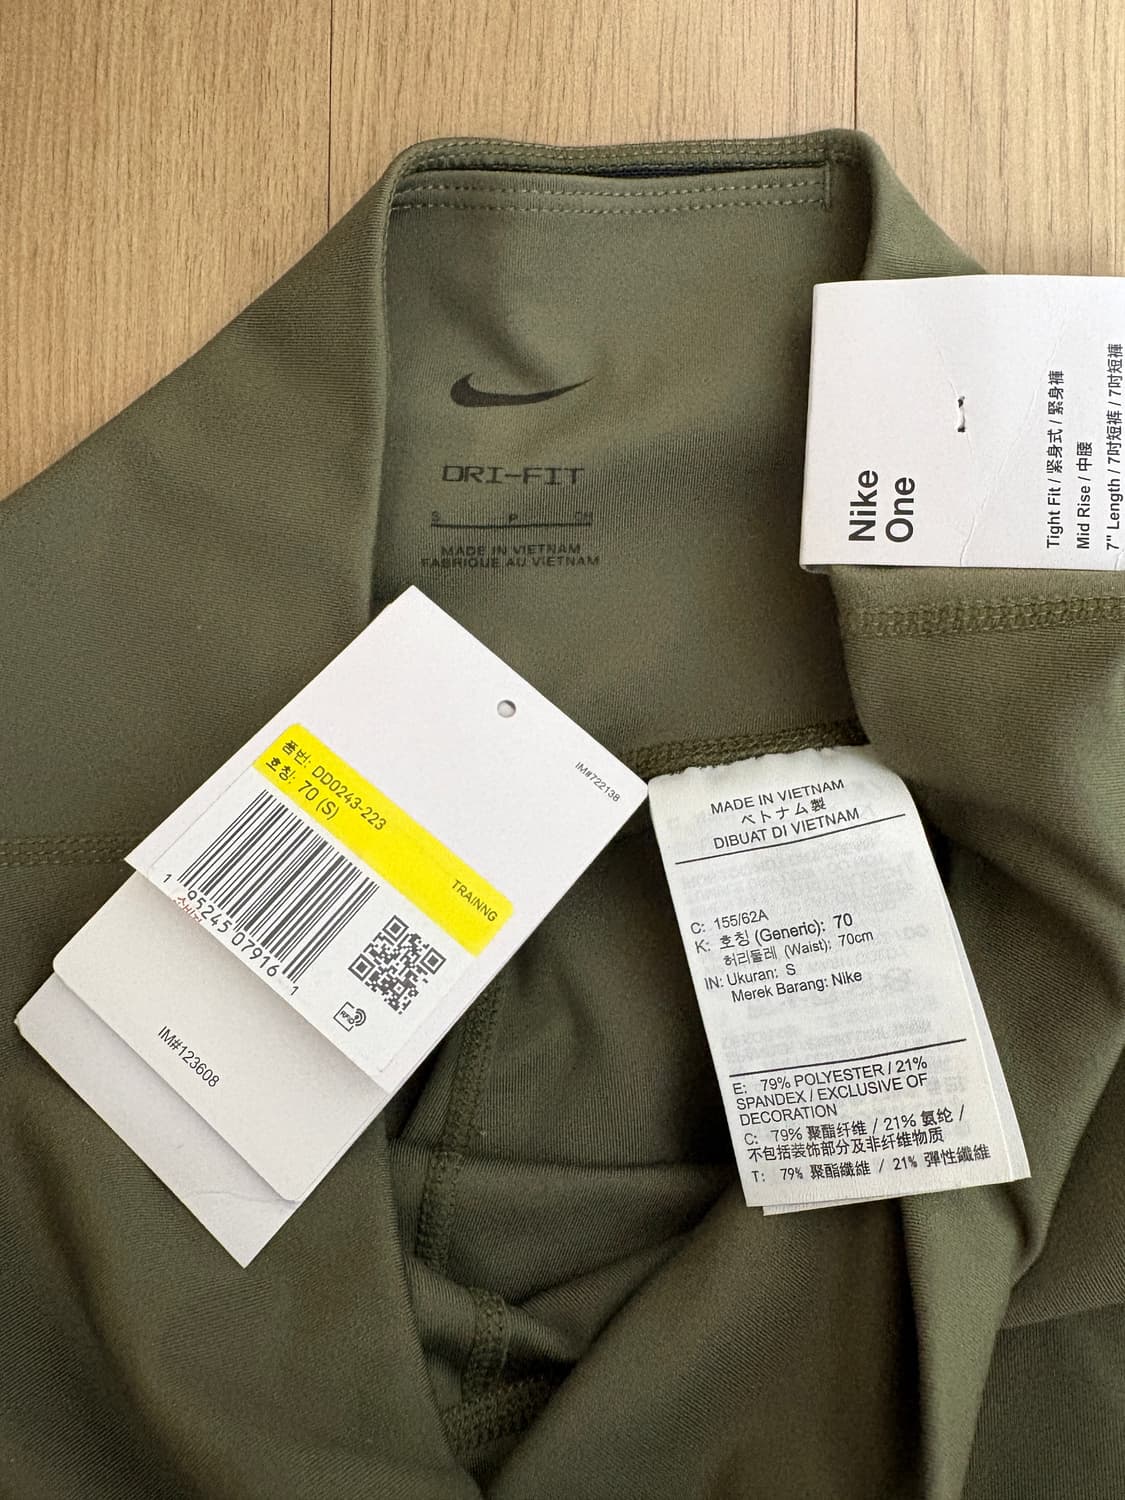 DRI-FIT
S P CH
MADE IN VIETNAM
FABRIQUÉ AU VIETNAM
Nike
One
Tight Fit / 紧身式 / 緊身褲
Mid Rise / 中腰
7" Length / 7吋短裤 / 7吋短褲
IM#722138
품번: DD0243-223
호칭: 70 (S)
TRAINNG
1 95245 07916 1
RFID
IM#123608
MADE IN VIETNAM
ベトナム製
DIBUAT DI VIETNAM
C: 155/62A
K: 호칭 (Generic): 70
허리둘레 (Waist): 70cm
IN: Ukuran: S
Merek Barang: Nike
E: 79% POLYESTER / 21%
SPANDEX / EXCLUSIVE OF
DECORATION
C: 79% 聚酯纤维 / 21% 氨纶 /
不包括装饰部分及非纤维物质
T: 79% 聚酯纖維 / 21% 彈性纖維